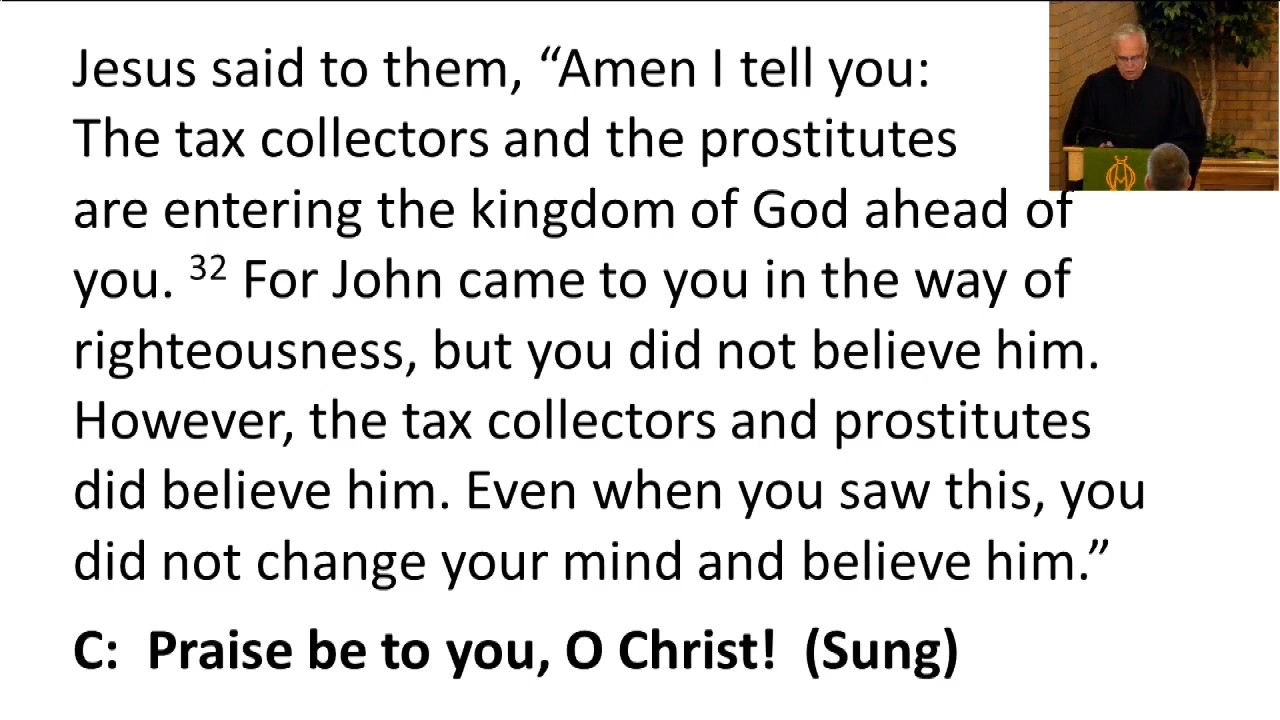 Jesus said to them, “Amen I tell you:
The tax collectors and the prostitutes
are entering the kingdom of God ahead of
you. ³² For John came to you in the way of
righteousness, but you did not believe him.
However, the tax collectors and prostitutes
did believe him. Even when you saw this, you
did not change your mind and believe him.”
C:  Praise be to you, O Christ!  (Sung)